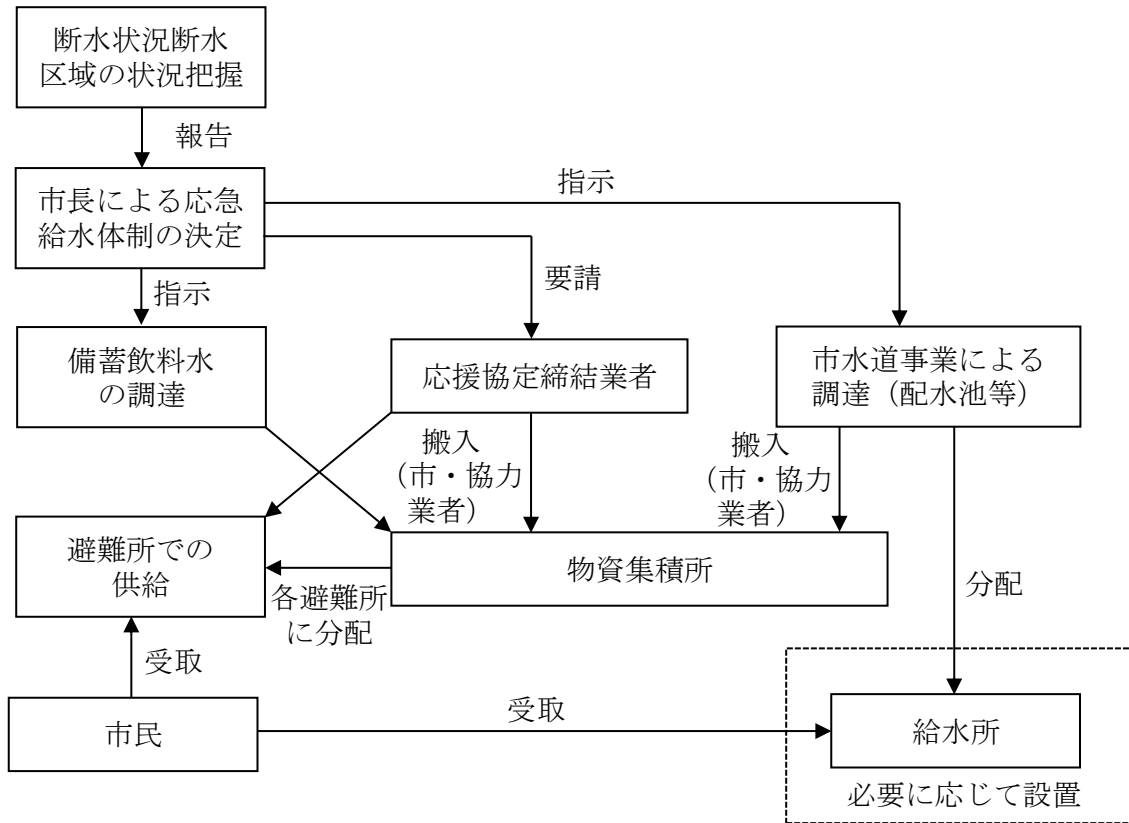 断水状況断水
区域の状況把握
報告
市長による応急
給水体制の決定
指示
指示
要請
備蓄飲料水
の調達
応援協定締結業者
市水道事業による
調達（配水池等）
搬入
（市・協力
業者）
搬入
（市・協力
業者）
避難所での
供給
各避難所
に分配
物資集積所
分配
受取
市民
受取
給水所
必要に応じて設置